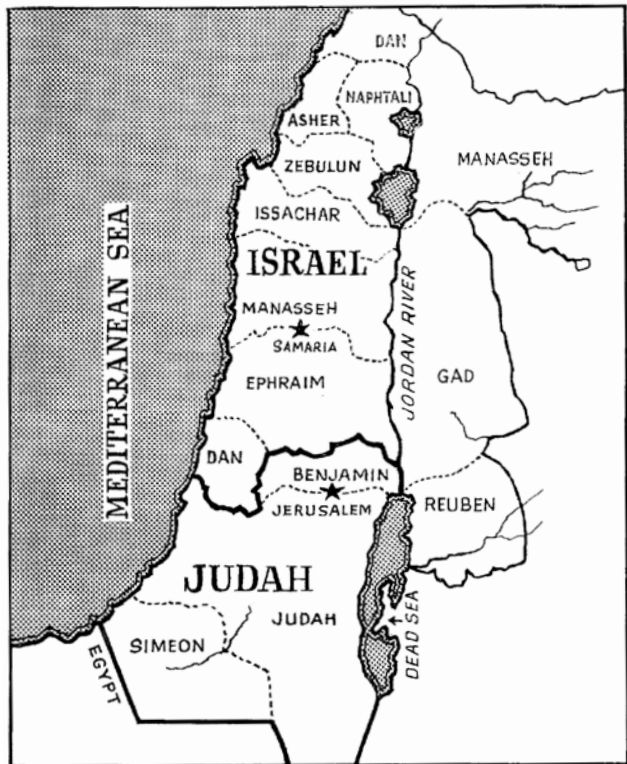 DAN
NAPHTALI
ASHER
ZEBULUN
MANASSEH
ISSACHAR
ISRAEL
MANASSEH
SAMARIA
EPHRAIM
GAD
JORDAN RIVER
MEDITERRANEAN SEA
DAN
BENJAMIN
JERUSALEM
REUBEN
JUDAH
JUDAH
SIMEON
DEAD SEA
EGYPT